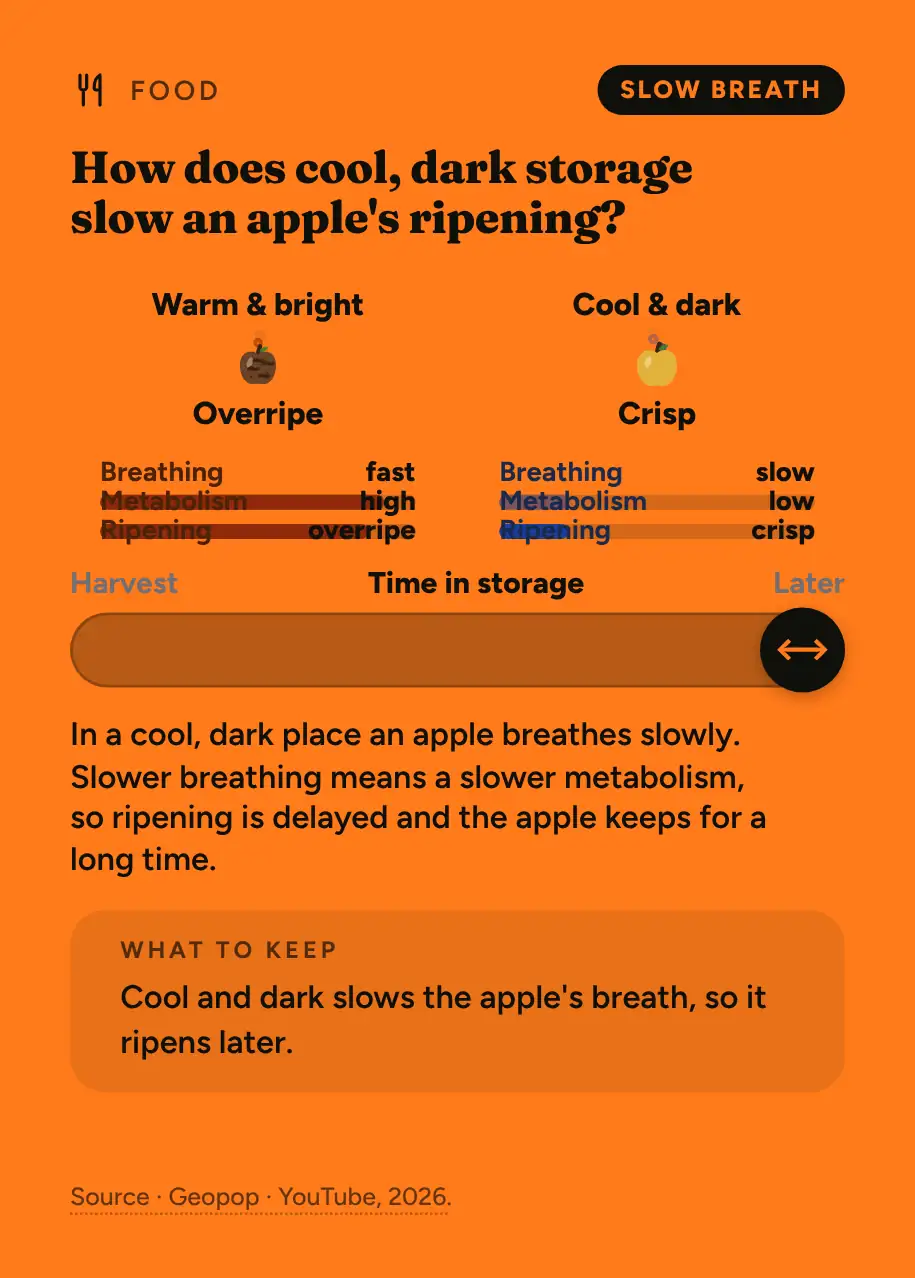 FOOD
SLOW BREATH
How does cool, dark storage
slow an apple's ripening?
Warm & bright
Overripe
Breathing fast
Metabolism high
Ripening overripe
Cool & dark
Crisp
Breathing slow
Metabolism low
Ripening crisp
Harvest Time in storage Later
In a cool, dark place an apple breathes slowly.
Slower breathing means a slower metabolism,
so ripening is delayed and the apple keeps for a
long time.
WHAT TO KEEP
Cool and dark slows the apple's breath, so it
ripens later.
Source · Geopop · YouTube, 2026.